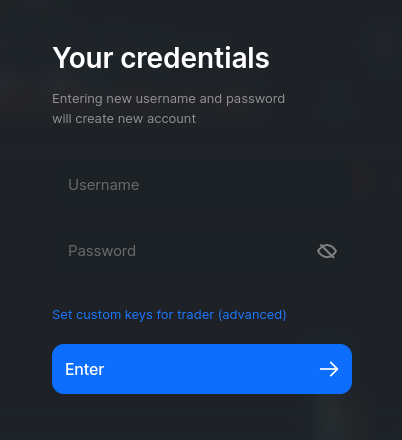 Your credentials
Entering new username and password
will create new account
Username
Password
Set custom keys for trader (advanced)
Enter